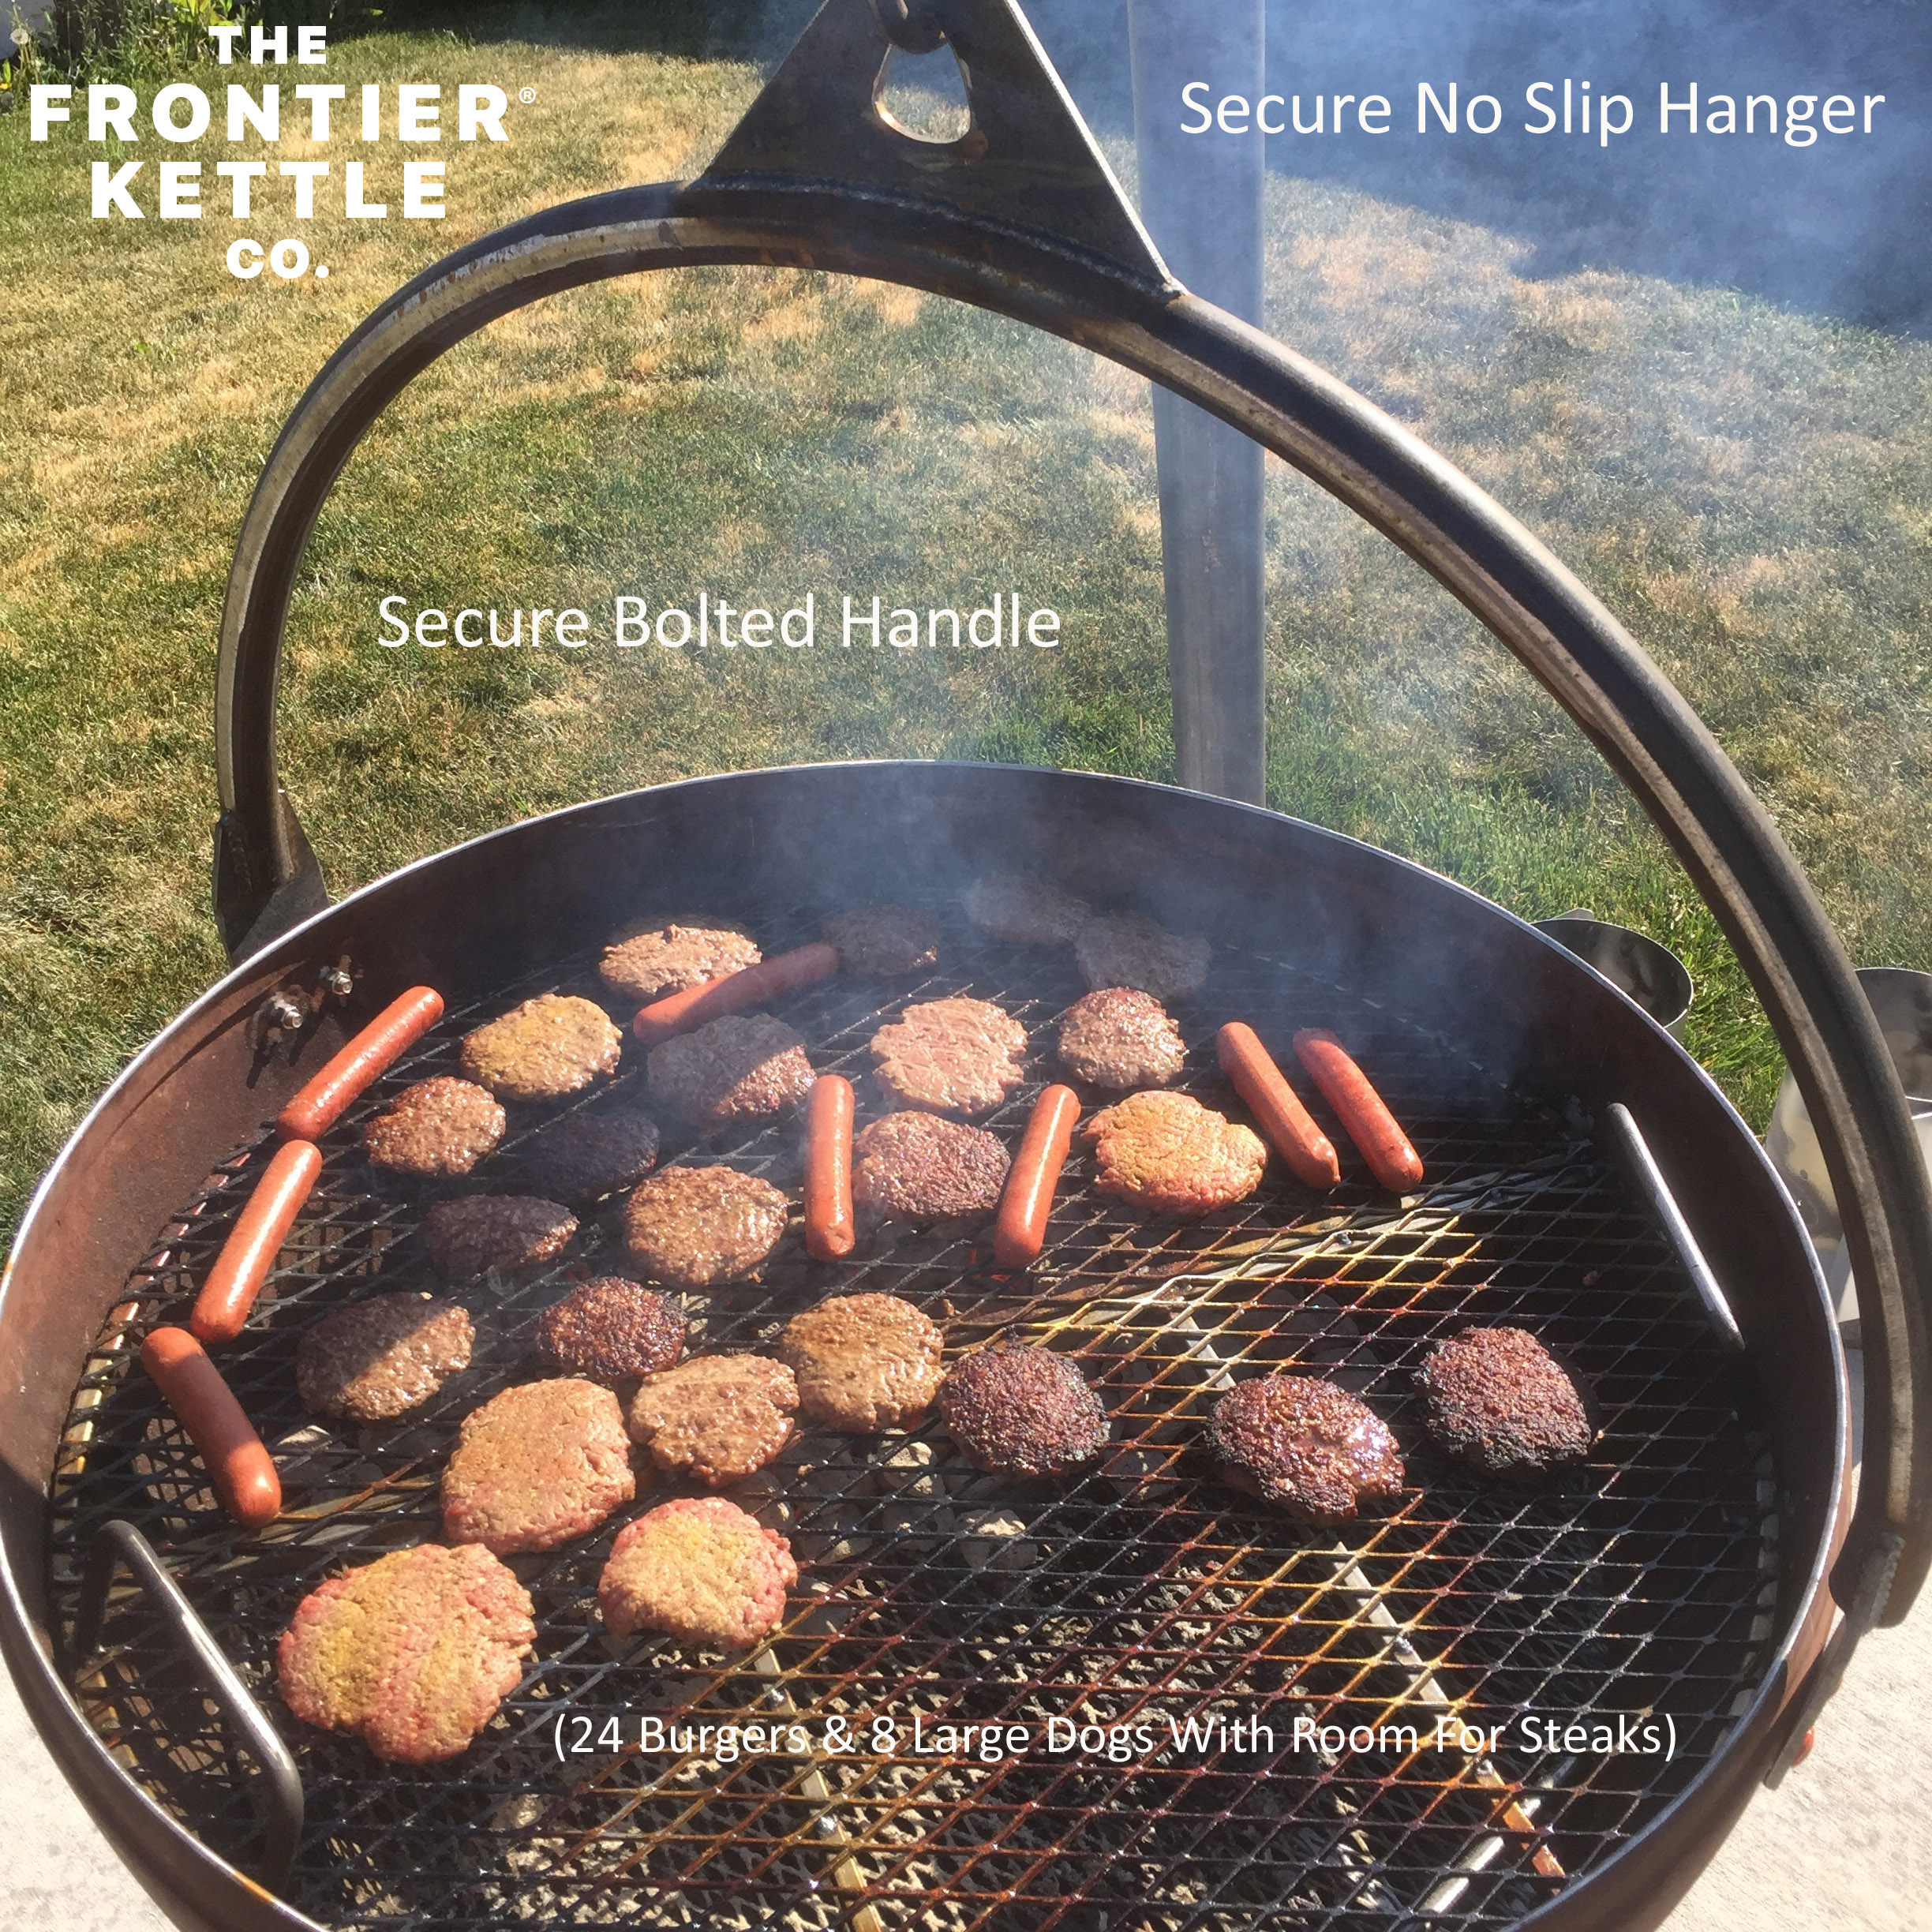 THE
FRONTIER®
KETTLE
CO.
Secure No Slip Hanger
Secure Bolted Handle
(24 Burgers & 8 Large Dogs With Room For Steaks)